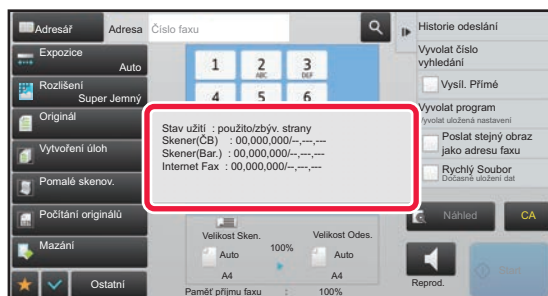 Adresář
Adresa
Číslo faxu
Expozice
Auto
Rozlišení
Super Jemný
Originál
Vytvoření úloh
Pomalé skenov.
Počítání originálů
Mazání
Ostatní
1
2
ABC
3
DEF
4
5
6
Stav užití : použito/zbýv. strany
Skener(ČB) : 00,000,000/--,---,---
Skener(Bar.) : 00,000,000/--,---,---
Internet Fax : 00,000,000/--,---,---
Velikost Sken.
Velikost Odes.
100%
Auto
Auto
A4
A4
Paměť příjmu faxu : 100%
Historie odeslání
Vyvolat číslo
vyhledání
Vysíl. Přímé
Vyvolat program
Vyvolat uložená nastavení
Poslat stejný obraz
jako adresu faxu
Rychlý Soubor
Dočasné uložení dat
Náhled
CA
Reprod.
Start